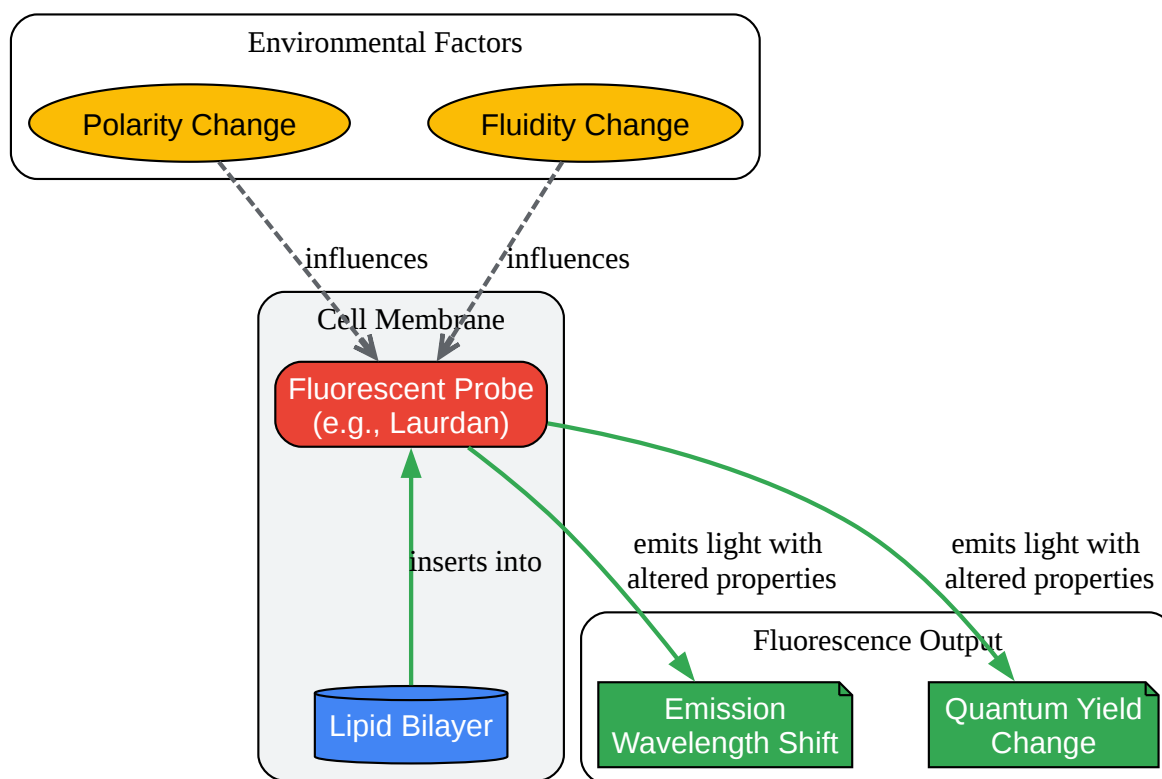 Environmental Factors
Polarity Change
Fluidity Change
influences
influences
Cell Membrane
Fluorescent Probe
(e.g., Laurdan)
inserts into
emits light with
altered properties
emits light with
altered properties
Fluorescence Output
Lipid Bilayer
Emission
Wavelength Shift
Quantum Yield
Change